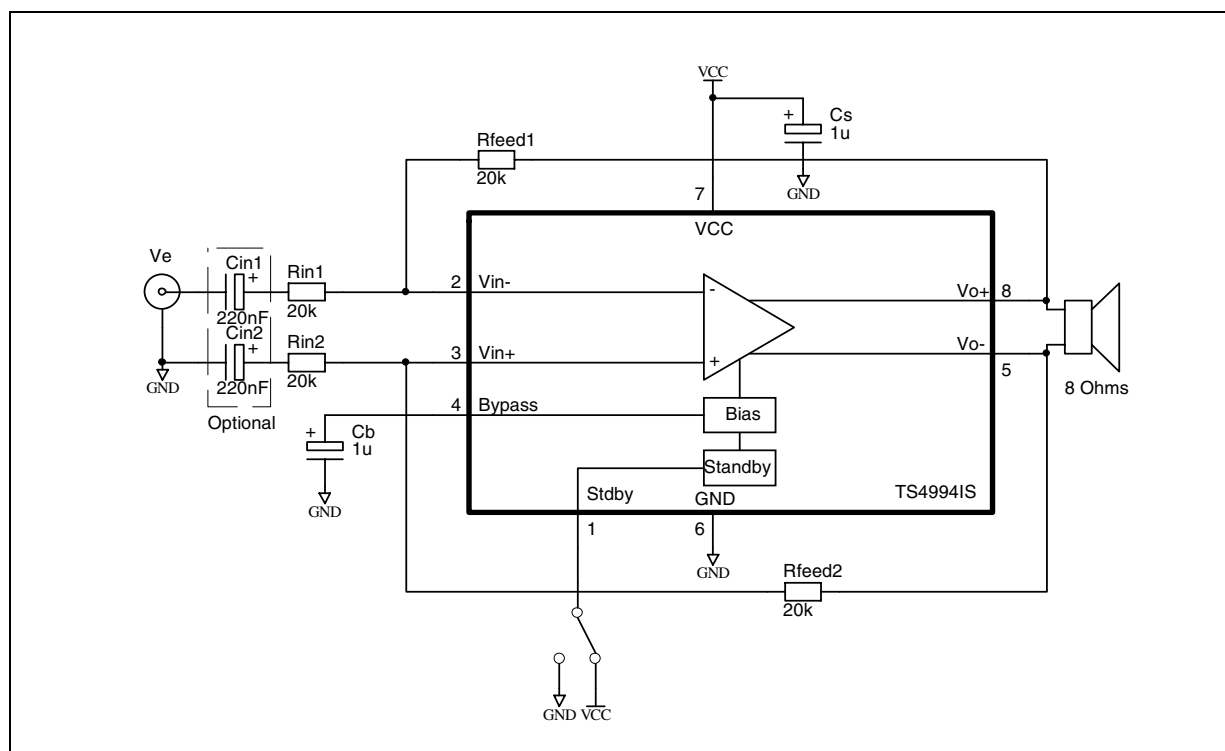 VCC
+
Cs
1u
GND
Rfeed1
20k
7
VCC
Ve
Cin1
+
220nF
Rin1
20k
2
Vin-
-
Vo+
8
GND
Cin2
+
220nF
Rin2
20k
3
Vin+
+
Vo-
5
8 Ohms
Optional
4
Bypass
Bias
+
Cb
1u
GND
Standby
Stdby
GND
TS4994IS
1
6
GND
Rfeed2
20k
GND
VCC